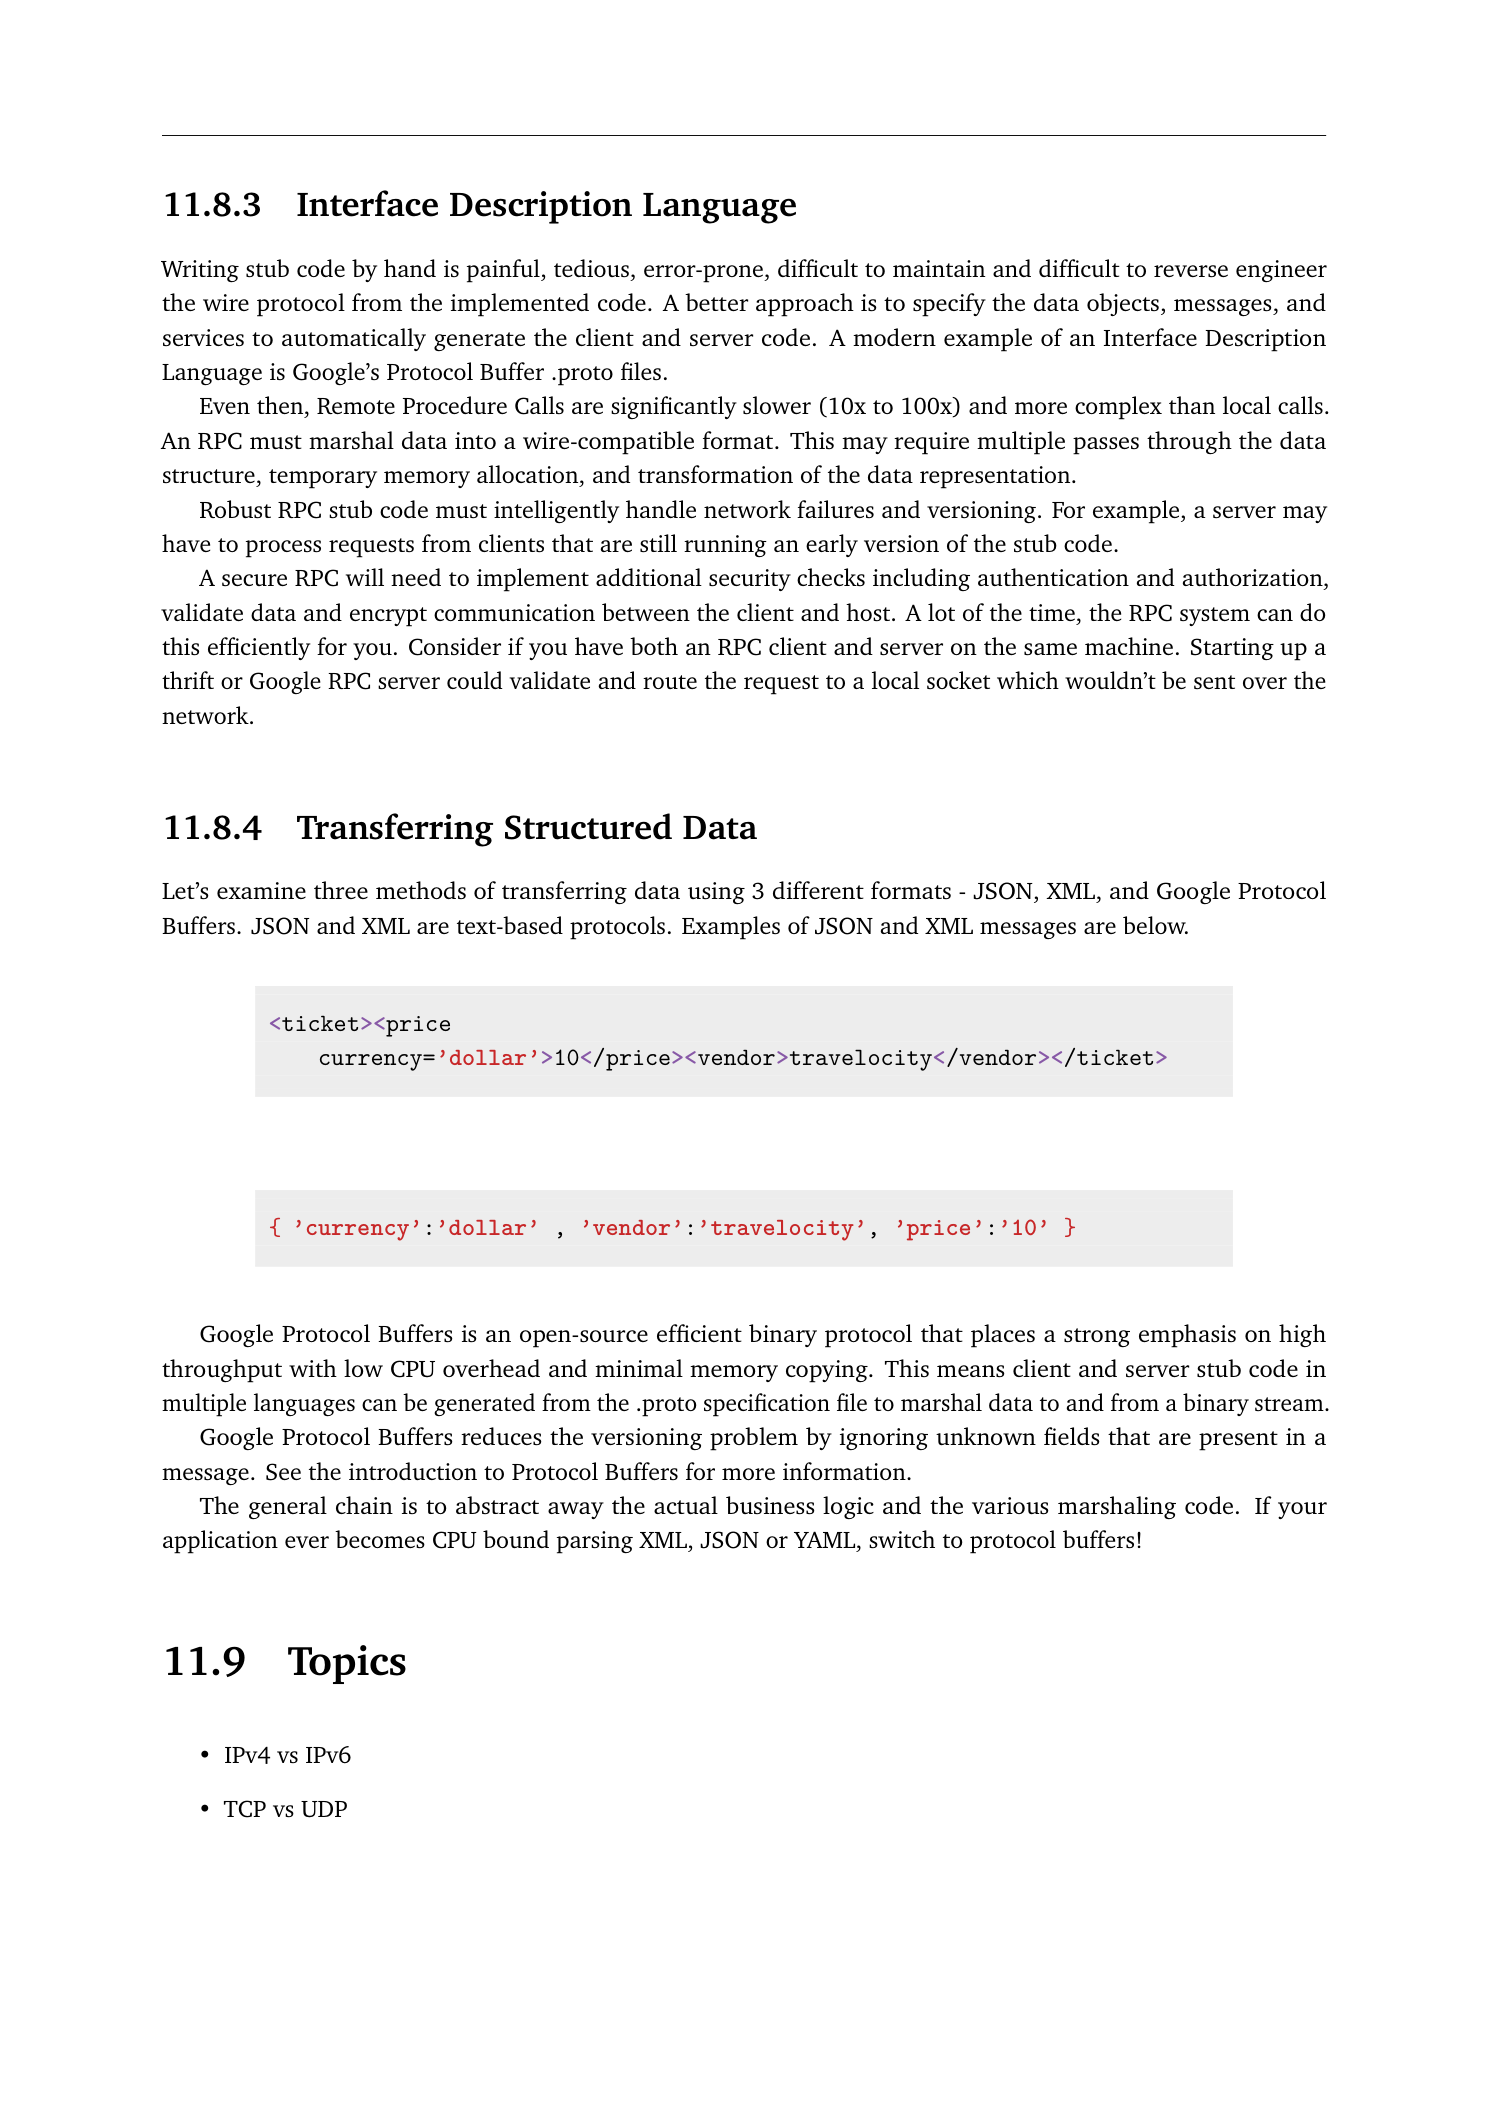 11.8.3 Interface Description Language
Writing stub code by hand is painful, tedious, error-prone, difficult to maintain and difficult to reverse engineer
the wire protocol from the implemented code. A better approach is to specify the data objects, messages, and
services to automatically generate the client and server code. A modern example of an Interface Description
Language is Google’s Protocol Buffer .proto files.
Even then, Remote Procedure Calls are significantly slower (10x to 100x) and more complex than local calls.
An RPC must marshal data into a wire-compatible format. This may require multiple passes through the data
structure, temporary memory allocation, and transformation of the data representation.
Robust RPC stub code must intelligently handle network failures and versioning. For example, a server may
have to process requests from clients that are still running an early version of the stub code.
A secure RPC will need to implement additional security checks including authentication and authorization,
validate data and encrypt communication between the client and host. A lot of the time, the RPC system can do
this efficiently for you. Consider if you have both an RPC client and server on the same machine. Starting up a
thrift or Google RPC server could validate and route the request to a local socket which wouldn’t be sent over the
network.
11.8.4 Transferring Structured Data
Let’s examine three methods of transferring data using 3 different formats - JSON, XML, and Google Protocol
Buffers. JSON and XML are text-based protocols. Examples of JSON and XML messages are below.
<ticket><price
currency=’dollar’>10</price><vendor>travelocity</vendor></ticket>
{ ’currency’:’dollar’ , ’vendor’:’travelocity’, ’price’:’10’ }
Google Protocol Buffers is an open-source efficient binary protocol that places a strong emphasis on high
throughput with low CPU overhead and minimal memory copying. This means client and server stub code in
multiple languages can be generated from the .proto specification file to marshal data to and from a binary stream.
Google Protocol Buffers reduces the versioning problem by ignoring unknown fields that are present in a
message. See the introduction to Protocol Buffers for more information.
The general chain is to abstract away the actual business logic and the various marshaling code. If your
application ever becomes CPU bound parsing XML, JSON or YAML, switch to protocol buffers!
11.9 Topics
• IPv4 vs IPv6
• TCP vs UDP